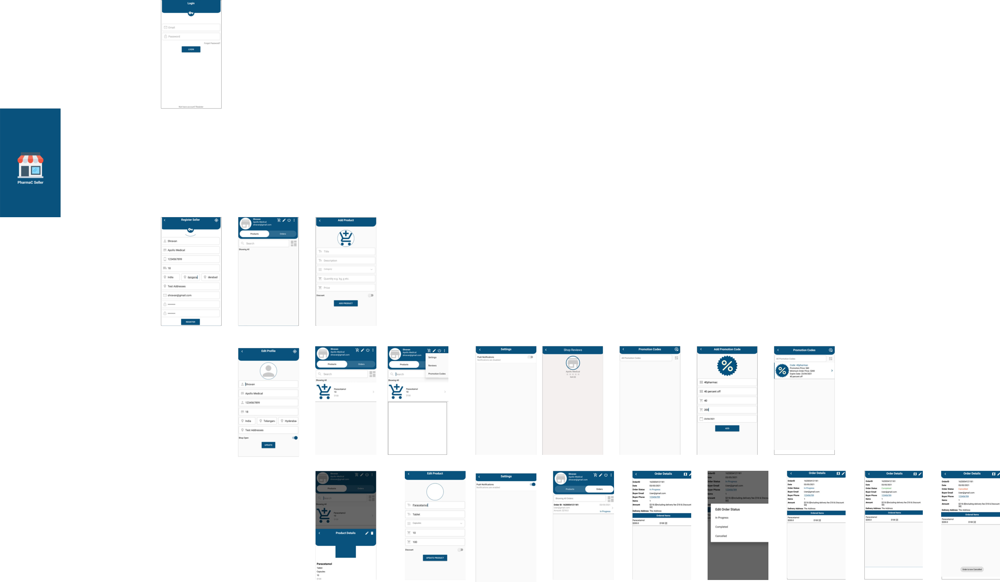 Login
Email
Password
Forgot Password?
LOGIN
Not have account? Register
PharmaC Seller
Register Seller
Shravan
Apollo Medical
1234567899
18
India
langana
derabad
Test Addresses
shravan@gmail.com
REGISTER
Shravan
Apollo Medical
shravan@gmail.com
Products
Orders
Search
Showing All
Add Product
Title
Description
Category
Quantity e.g. kg, g etc.
Price
Discount
ADD PRODUCT
Edit Profile
Shravan
Apollo Medical
1234567899
18
India
Telangan
Hyderaba
Test Addresses
Shop Open
UPDATE
Shravan
Apollo Medical
shravan@gmail.com
Products
Orders
Search
Showing All
Paracetamol
10
$100
Shravan
Apollo Medical
shravan@gmail.com
Settings
Reviews
Promotion Codes
Products
Search
Showing All
Paracetamol
10
$100
Settings
Push Notifications
Notifications are disabled
Shop Reviews
Apollo Medical
NaN [0]
Promotion Codes
All Promotion Codes
Add Promotion Code
40pharmac
40 percent off
40
200
23/04/2021
ADD
Promotion Codes
All Promotion Codes
Code: 40pharmac
Promotion Price: $40
Minimum Order Price: $200
Expire Date: 23/04/2021
40 percent off
Shravan
Apollo Medical
shravan@gmail.com
Products
Orders
Search
Showing All
Paracetamol
10
$100
Product Details
Paracetamol
Tablet
Capsules
10
$100
Edit Product
Paracetamol
Tablet
Capsules
10
100
Discount
UPDATE PRODUCT
Settings
Push Notifications
Notifications are enabled
Shravan
Apollo Medical
shravan@gmail.com
Products
Orders
Showing All Orders
Order ID: 1620054121181
03/05/2021
User@gmail.com
Amount: $218.0
In Progress
Order Details
OrderID 1620054121181
Date 03/05/2021
Order Status In Progress
Buyer Email User@gmail.com
Buyer Phone 123456789
Items 1
Amount $218.0[Including delivery fee $18 & Discount
$0]
Delivery Address The Address
Ordered Items
Paracetamol
$200.0 $100 [2]
OrderID 1620054121181
Date 03/05/2021
Order Status In Progress
Buyer Email User@gmail.com
Buyer Phone 123456789
Items 1
Amount $218.0[Including delivery fee $18 & Discou
$0]
Edit Order Status
In Progress
Completed
Cancelled
Order Details
OrderID 1620054121181
Date 03/05/2021
Order Status In Progress
Buyer Email User@gmail.com
Buyer Phone 123456789
Items 1
Amount $218.0[Including delivery fee $18 & Discount
$0]
Delivery Address The Address
Ordered Items
Paracetamol
$200.0 $100 [2]
Order Details
OrderID 1620054121181
Date 03/05/2021
Order Status Completed
Buyer Email User@gmail.com
Buyer Phone 123456789
Items 1
Amount $218.0[Including delivery fee $18 & Discount
$0]
Delivery Address The Address
Ordered Items
Paracetamol
$200.0 $100 [2]
Order Details
OrderID 1620054121181
Date 03/05/2021
Order Status Cancelled
Buyer Email User@gmail.com
Buyer Phone 123456789
Items 1
Amount $218.0[Including delivery fee $18 & Discount
$0]
Delivery Address The Address
Ordered Items
Paracetamol
$200.0 $100 [2]
Order is now Cancelled